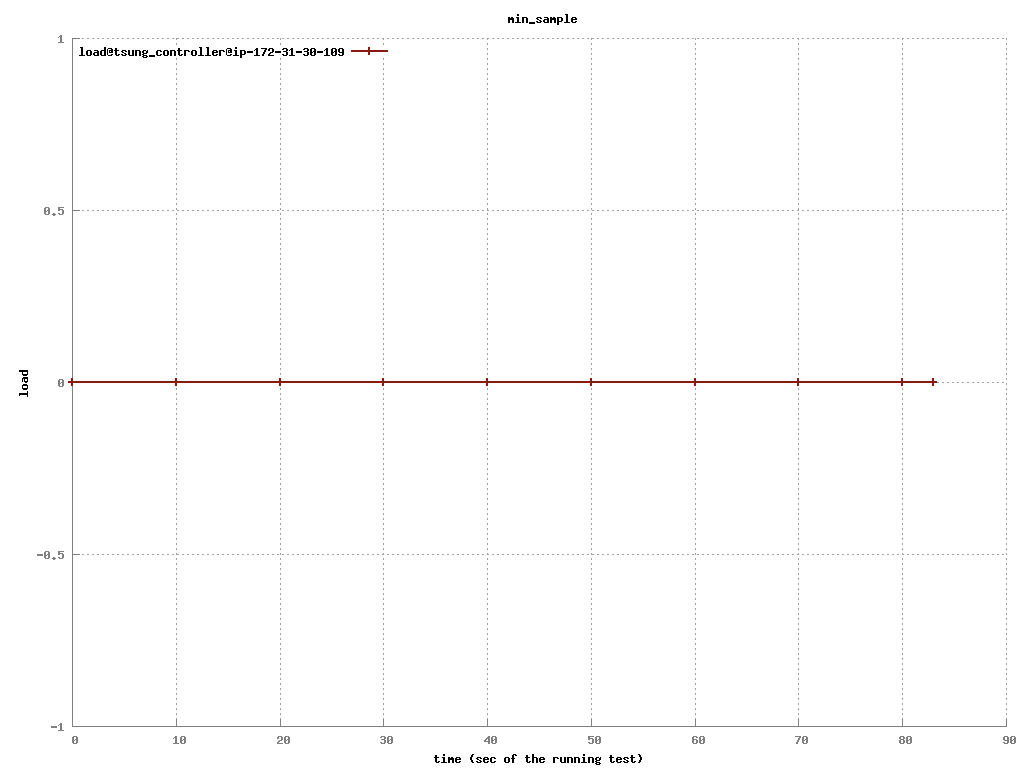 min_sample
load@tsung_controller@ip-172-31-30-109
1
0.5
0
-0.5
-1
load
0 10 20 30 40 50 60 70 80 90
time (sec of the running test)